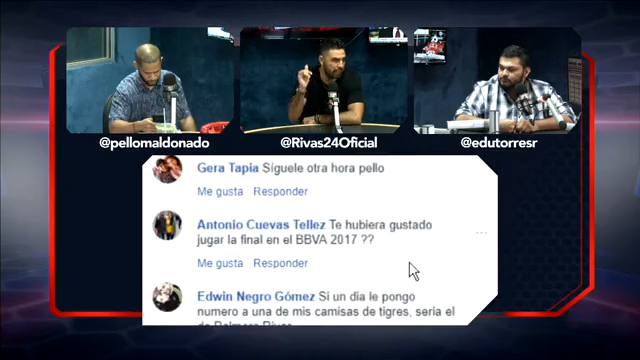 @pellomaldonado
@Rivas24Oficial
@edutorresr
Gera Tapia Síguele otra hora pello
Me gusta Responder
Antonio Cuevas Tellez Te hubiera gustado
jugar la final en el BBVA 2017 ??
Me gusta Responder
Edwin Negro Gómez Si un dia le pongo
numero a una de mis camisas de tigres, seria el
de Palmera Rivas